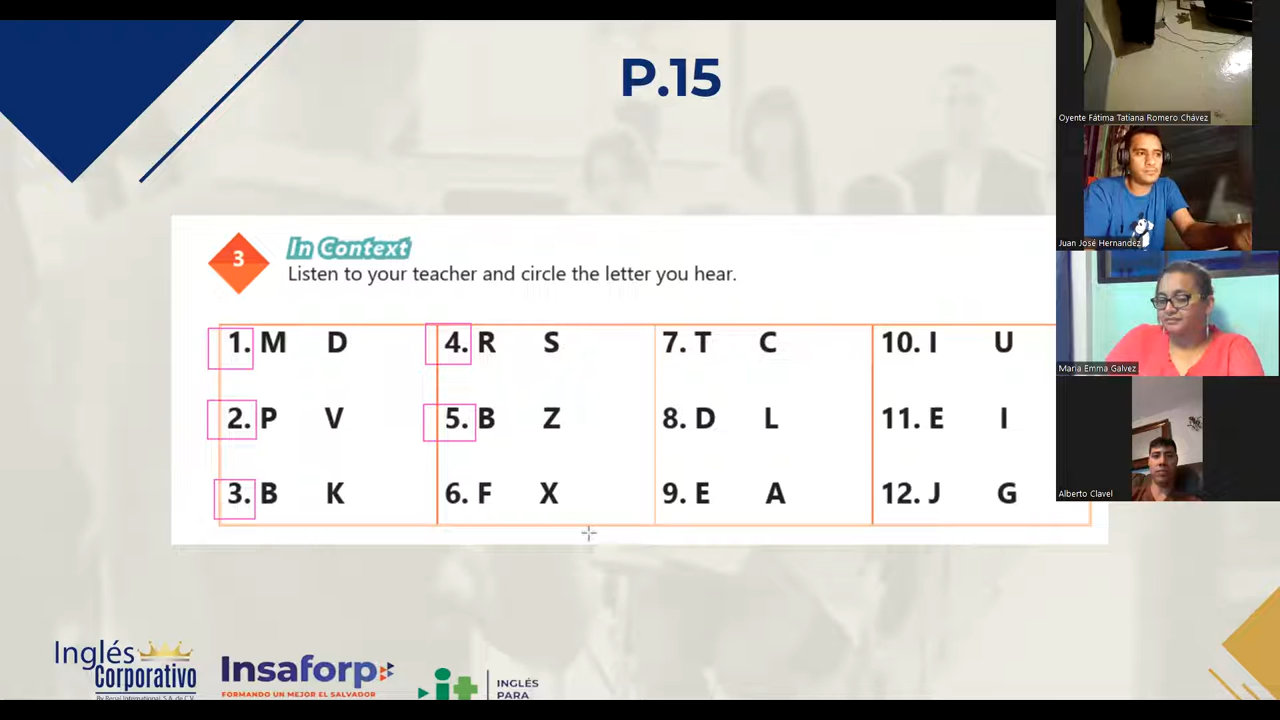 P.15
3
In Context
Listen to your teacher and circle the letter you hear.
1. M D
4. R S
7. T C
10. I U
2. P V
5. B Z
8. D L
11. E I
3. B K
6. F X
9. E A
12. J G
Oyente Fátima Tatiana Romero Chávez
Juan José Hernandez
Maria Emma Galvez
Alberto Clavel
Inglés
Corporativo
Insaforp
FORMANDO UN MEJOR EL SALVADOR
it
INGLÉS
PARA